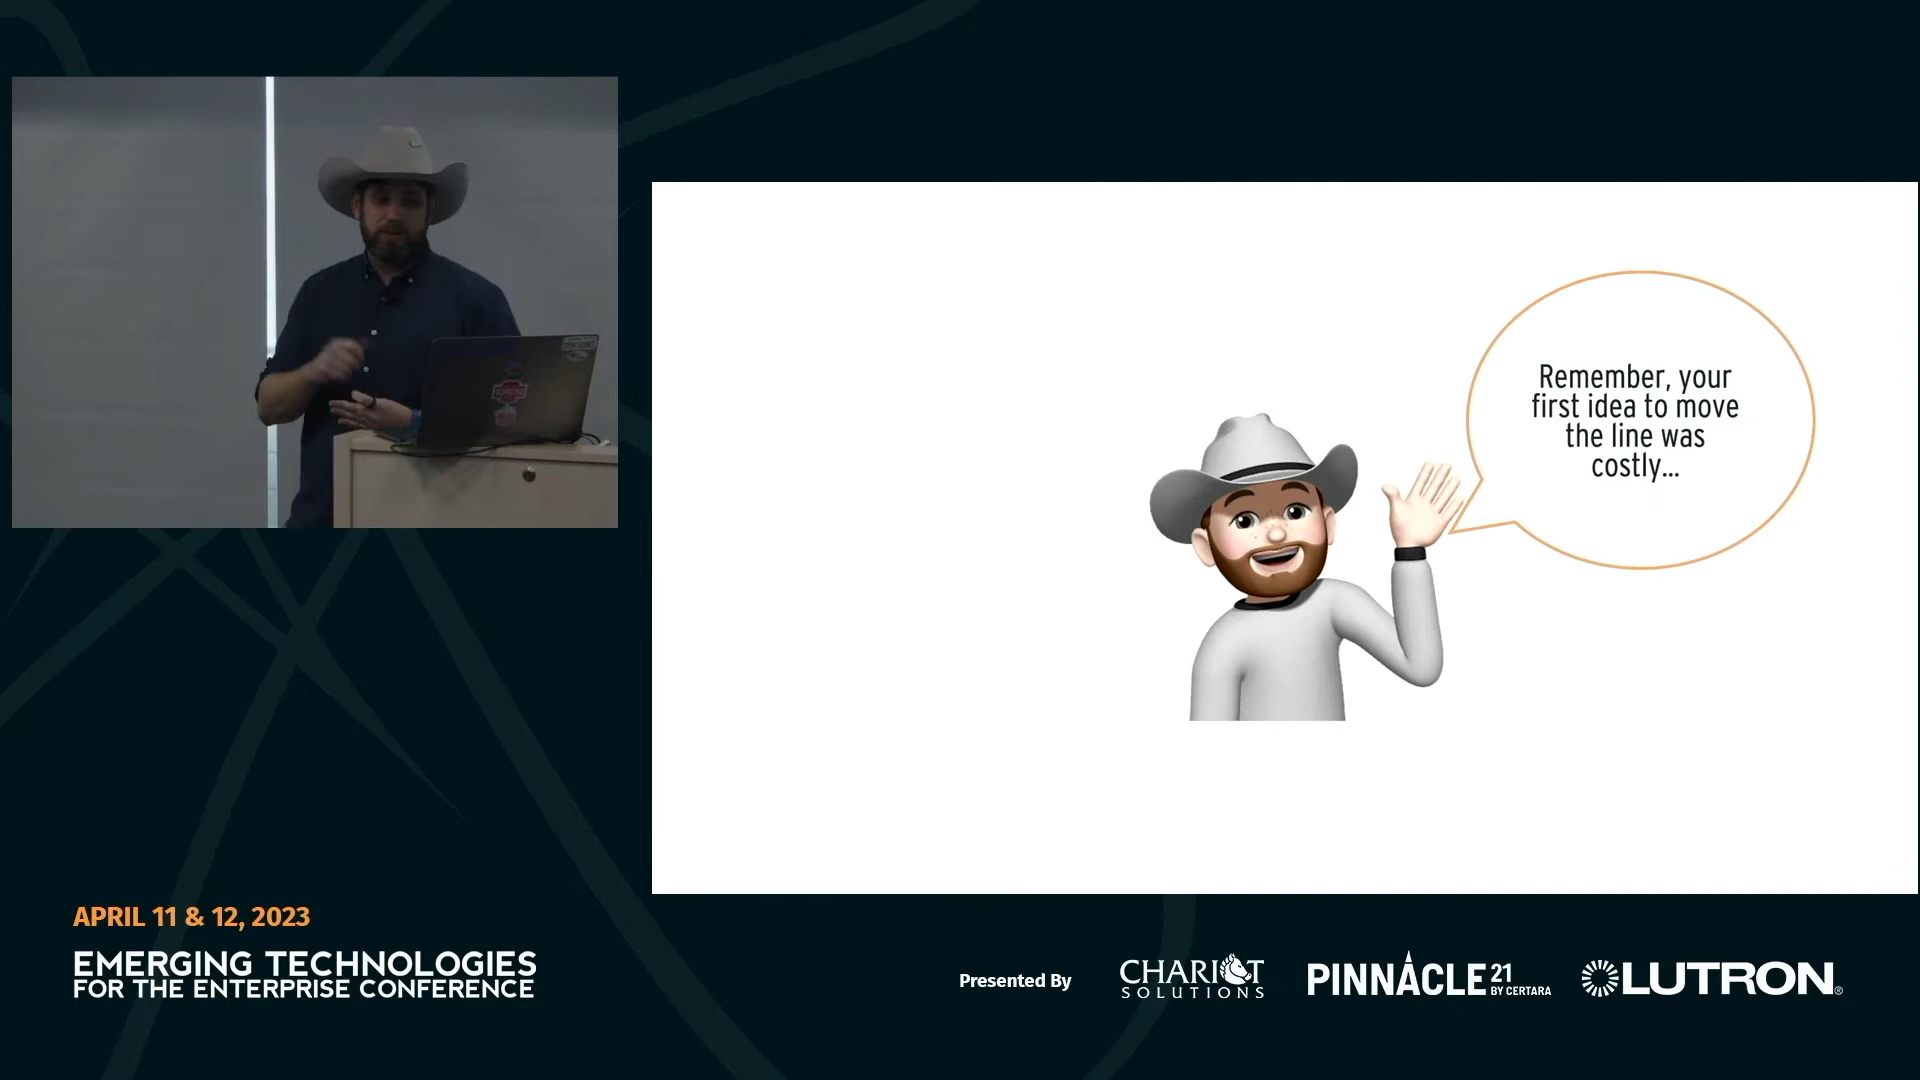 Remember, your
first idea to move
the line was
costly...
APRIL 11 & 12, 2023
EMERGING TECHNOLOGIES
FOR THE ENTERPRISE CONFERENCE
Presented By
CHARIOT
SOLUTIONS
PINNACLE 21
BY CERTARA
LUTRON®